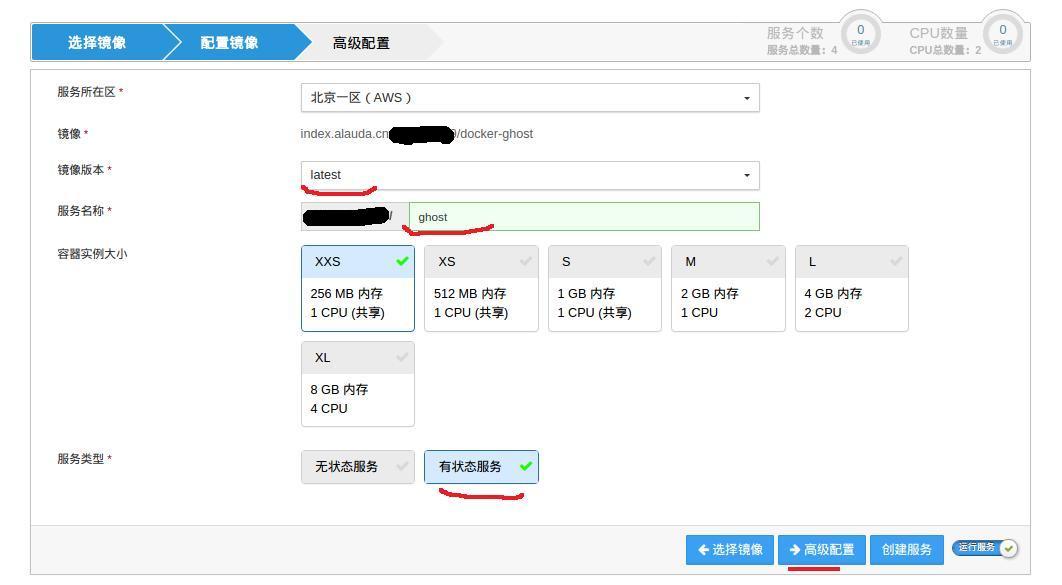 选择镜像
配置镜像
高级配置
服务个数
服务总数量：4
0
已使用
CPU数量
CPU总数量：2
0
已使用
服务所在区 *
北京一区（AWS）
镜像 *
index.alauda.cn /docker-ghost
镜像版本 *
latest
服务名称 *
/ ghost
容器实例大小
XXS
256 MB 内存
1 CPU (共享)
XS
512 MB 内存
1 CPU (共享)
S
1 GB 内存
1 CPU (共享)
M
2 GB 内存
1 CPU
L
4 GB 内存
2 CPU
XL
8 GB 内存
4 CPU
服务类型 *
无状态服务
有状态服务
选择镜像
高级配置
创建服务
运行服务